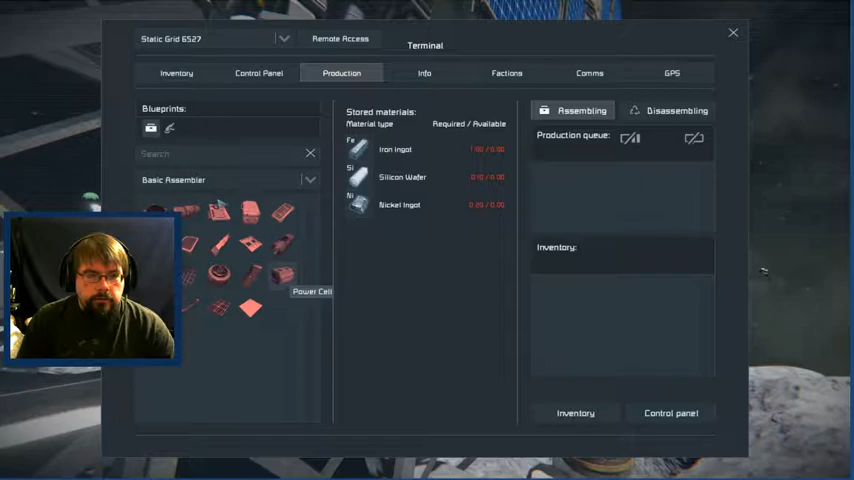 Static Grid 6527
Remote Access
Terminal
Inventory
Control Panel
Production
Info
Factions
Comms
GPS
Blueprints:
Search
Basic Assembler
Power Cell
Stored materials:
Material type Required / Available
Fe
Iron Ingot 1.00 / 0.00
Si
Silicon Wafer 0.10 / 0.00
Ni
Nickel Ingot 0.20 / 0.00
Assembling
Disassembling
Production queue:
Inventory:
Inventory
Control panel